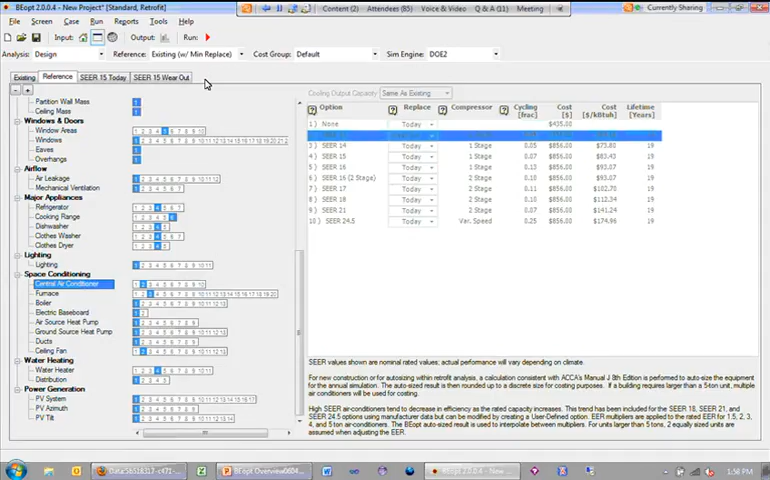 BEopt 2.0.0.4 - New Project* (Standard, Retrofit)
Content (2) Attendees (85) Voice & Video Q & A Q1) Meeting
Currently Sharing
File Screen Case Run Reports Tools Help
Input: Output: Run:
Analysis: Design Reference: Existing (w/ Min Replace) Cost Group: Default Sim Engine: DOE2
Existing Reference SEER 15 Today SEER 15 Wear Out
Partition Wall Mass
Ceiling Mass
Windows & Doors
Window Areas
Windows
Eaves
Overhangs
Airflow
Air Leakage
Mechanical Ventilation
Major Appliances
Refrigerator
Cooking Range
Dishwasher
Clothes Washer
Clothes Dryer
Lighting
Lighting
Space Conditioning
Central Air Conditioner
Furnace
Boiler
Electric Baseboard
Air Source Heat Pump
Ground Source Heat Pump
Ducts
Ceiling Fan
Water Heating
Water Heater
Distribution
Power Generation
PV System
PV Azimuth
PV Tilt
Cooling Output Capacity: Same As Existing
Option Replace Compressor Cycling [frac] Cost [$] Cost [$/kBtuh] Lifetime [Years]
1) None Today $435.00
3) SEER 14 Today 1 Stage 0.05 $856.00 $73.80 19
4) SEER 15 Today 1 Stage 0.07 $856.00 $83.43 19
5) SEER 16 Today 1 Stage 0.13 $856.00 $93.07 19
6) SEER 16 (2 Stage) Today 2 Stage 0.10 $856.00 $93.07 19
7) SEER 17 Today 2 Stage 0.11 $856.00 $102.70 19
8) SEER 18 Today 2 Stage 0.10 $856.00 $112.34 19
9) SEER 21 Today 2 Stage 0.07 $856.00 $141.24 19
10) SEER 24.5 Today Var. Speed 0.25 $856.00 $174.96 19
SEER values shown are nominal rated values; actual performance will vary depending on climate.
For new construction or for autosizing within retrofit analysis, a calculation consistent with ACCA's Manual J 8th Edition is performed to auto-size the equipment
for the annual simulation. The auto-sized result is then rounded up to a discrete size for costing purposes. If a building requires larger than a 5-ton unit, multiple
air conditioners will be used for costing.
High SEER air-conditioners tend to decrease in efficiency as the rated capacity increases. This trend has been included for the SEER 18, SEER 21, and
SEER 24.5 options using manufacturer data but can be modified by creating a User-Defined option. EER multipliers are applied to the rated EER for 1.5, 2, 3,
4, and 5 ton air-conditioners. The BEopt auto-sized result is used to interpolate between multipliers. For units larger than 5 tons, 2 equally sized units are
assumed when adjusting the EER.
BEopt Overview0604...
BEopt 2.0.0.4 - New ...
1:58 PM